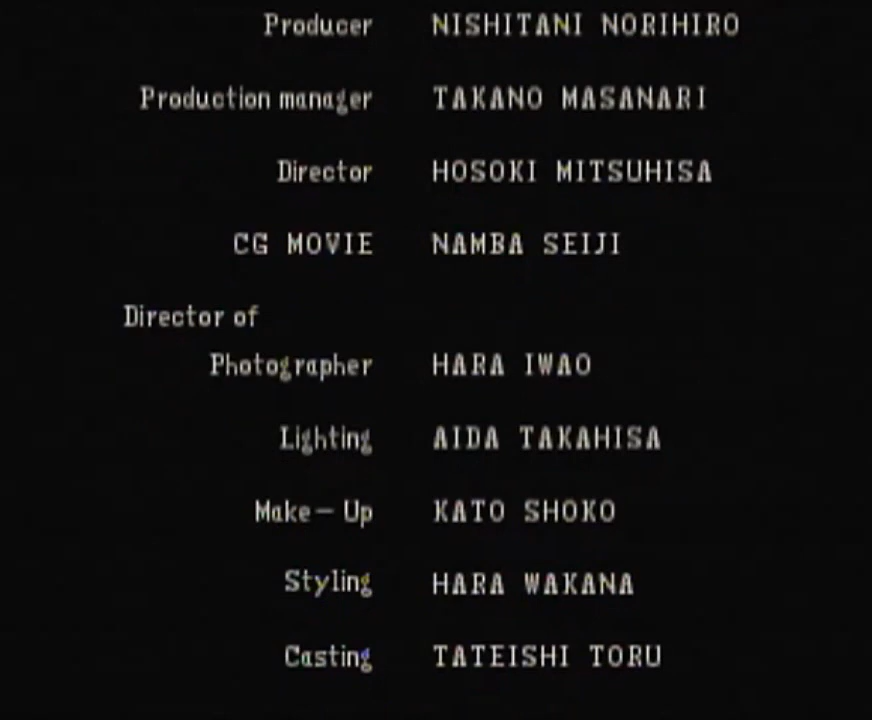 Producer NISHITANI NORIHIRO
Production manager TAKANO MASANARI
Director HOSOKI MITSUHISA
CG MOVIE NAMBA SEIJI
Director of
Photographer HARA IWAO
Lighting AIDA TAKAHISA
Make-Up KATO SHOKO
Styling HARA WAKANA
Casting TATEISHI TORU